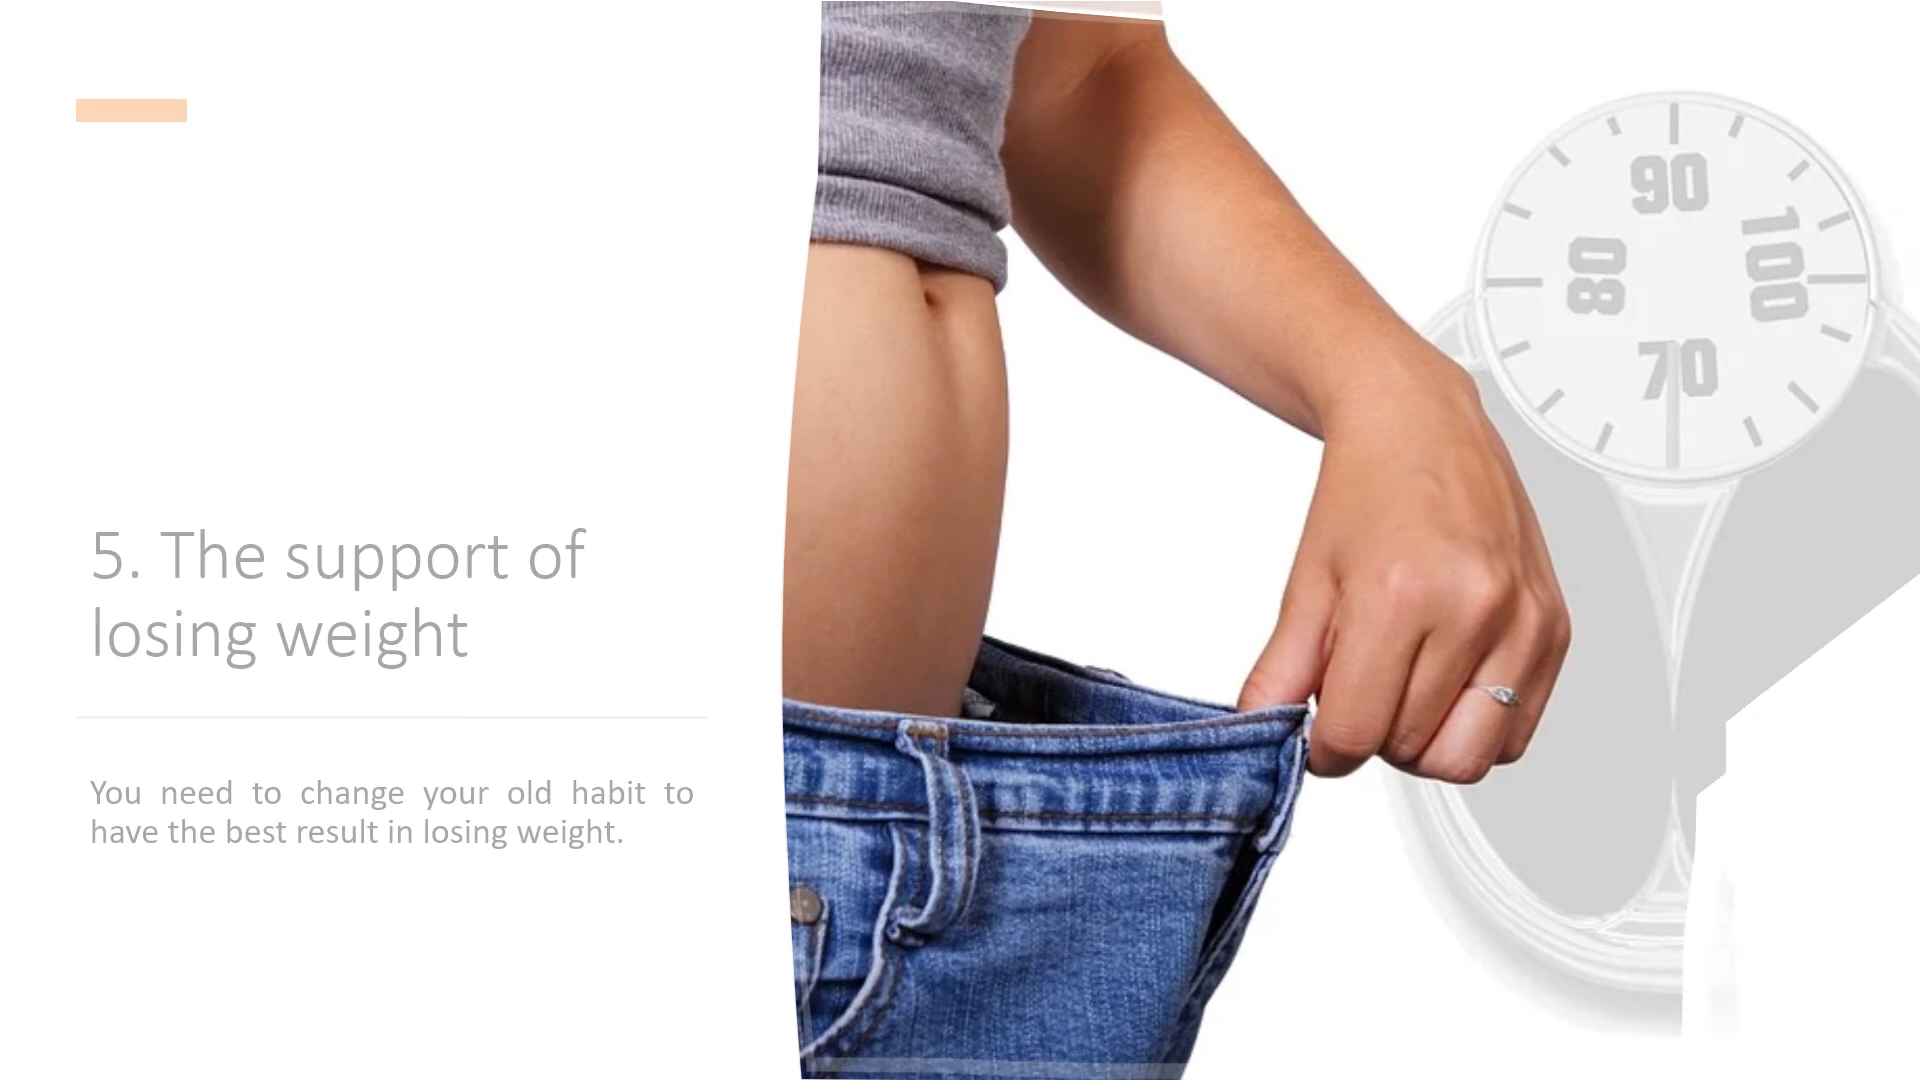 5. The support of
losing weight
You need to change your old habit to
have the best result in losing weight.
90
100
80
70